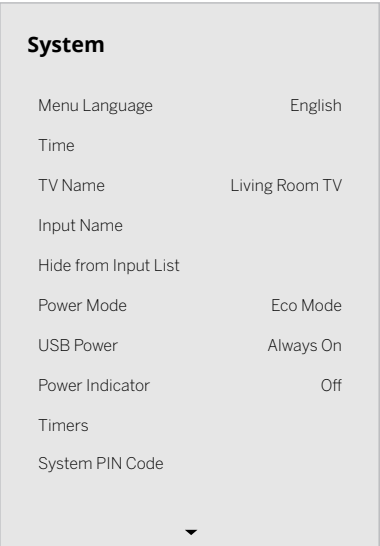 System
Menu Language English
Time
TV Name Living Room TV
Input Name
Hide from Input List
Power Mode Eco Mode
USB Power Always On
Power Indicator Off
Timers
System PIN Code